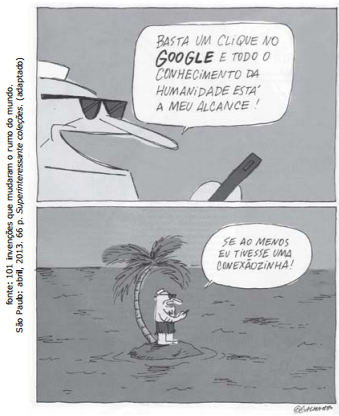 fonte: 101 invenções que mudaram o rumo do mundo.
São Paulo: abril, 2013. 66 p. Superinteressante coleções. (adaptado)
BASTA UM CLIQUE NO
GOOGLE E TODO O
CONHECIMENTO DA
HUMANIDADE ESTÁ
A MEU ALCANCE!
SE AO MENOS
EU TIVESSE UMA
CONEXÃOZINHA!